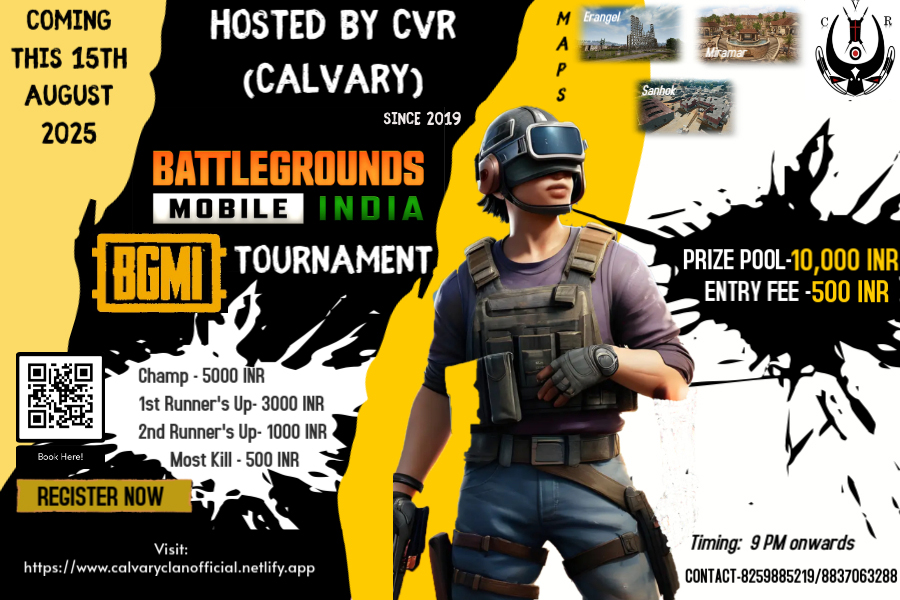 COMING
THIS 15TH
AUGUST
2025
HOSTED BY CVR
(CALVARY)
SINCE 2019
MAPS
Erangel
Miramar
Sanhok
C V R
BATTLEGROUNDS
MOBILE INDIA
BGMI TOURNAMENT
PRIZE POOL-10,000 INR
ENTRY FEE -500 INR
Champ - 5000 INR
1st Runner's Up- 3000 INR
2nd Runner's Up- 1000 INR
Most Kill - 500 INR
Book Here!
REGISTER NOW
Visit:
https://www.calvaryclanofficial.netlify.app
Timing: 9 PM onwards
CONTACT-8259885219/8837063288